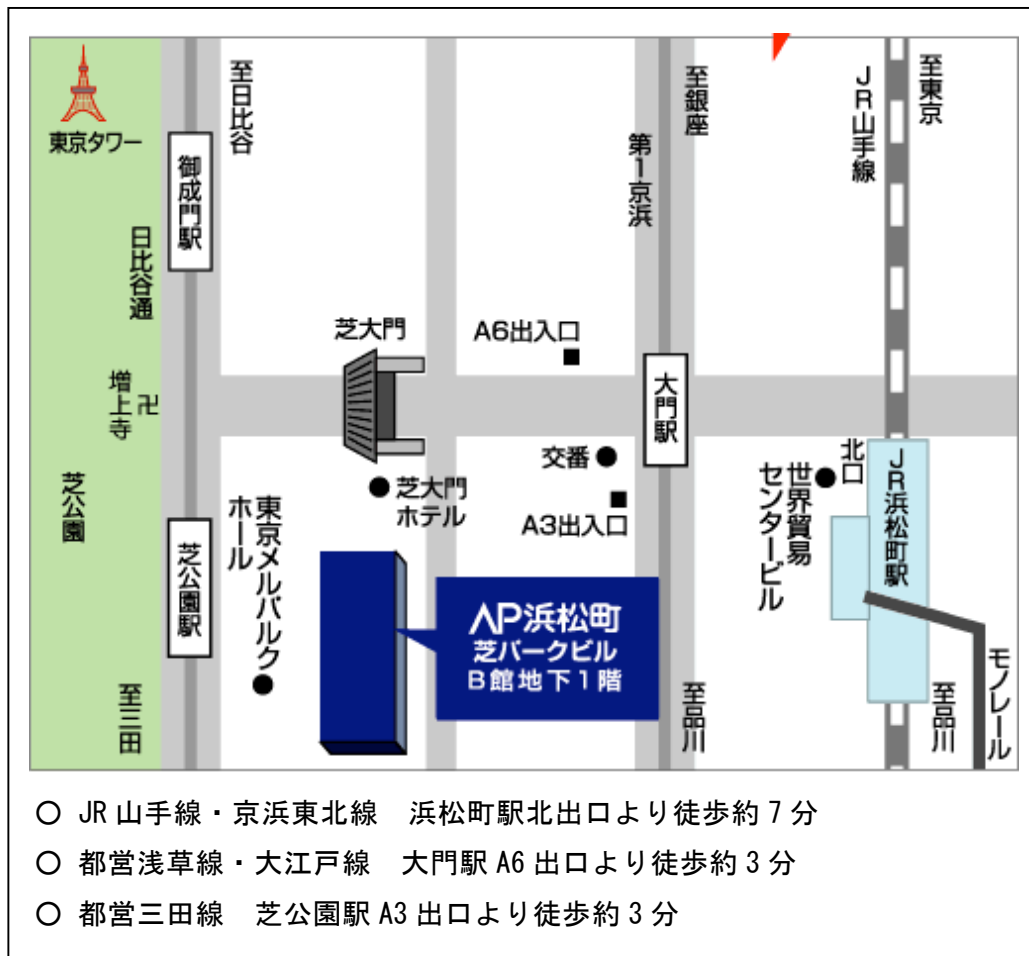 東京タワー
至日比谷
御成門駅
日比谷通
芝大門
A6出入口
第1京浜
至銀座
JR山手線
至東京
増上寺
卍
芝公園
大門駅
交番
A3出入口
芝大門
ホテル
東京メルパルク
ホール
芝公園駅
至三田
AP浜松町
芝パークビル
B館地下1階
北口
世界貿易
センタービル
JR浜松町駅
至品川
至品川
モノレール
○ JR 山手線・京浜東北線　浜松町駅北出口より徒歩約 7 分
○ 都営浅草線・大江戸線　大門駅 A6 出口より徒歩約 3 分
○ 都営三田線　芝公園駅 A3 出口より徒歩約 3 分